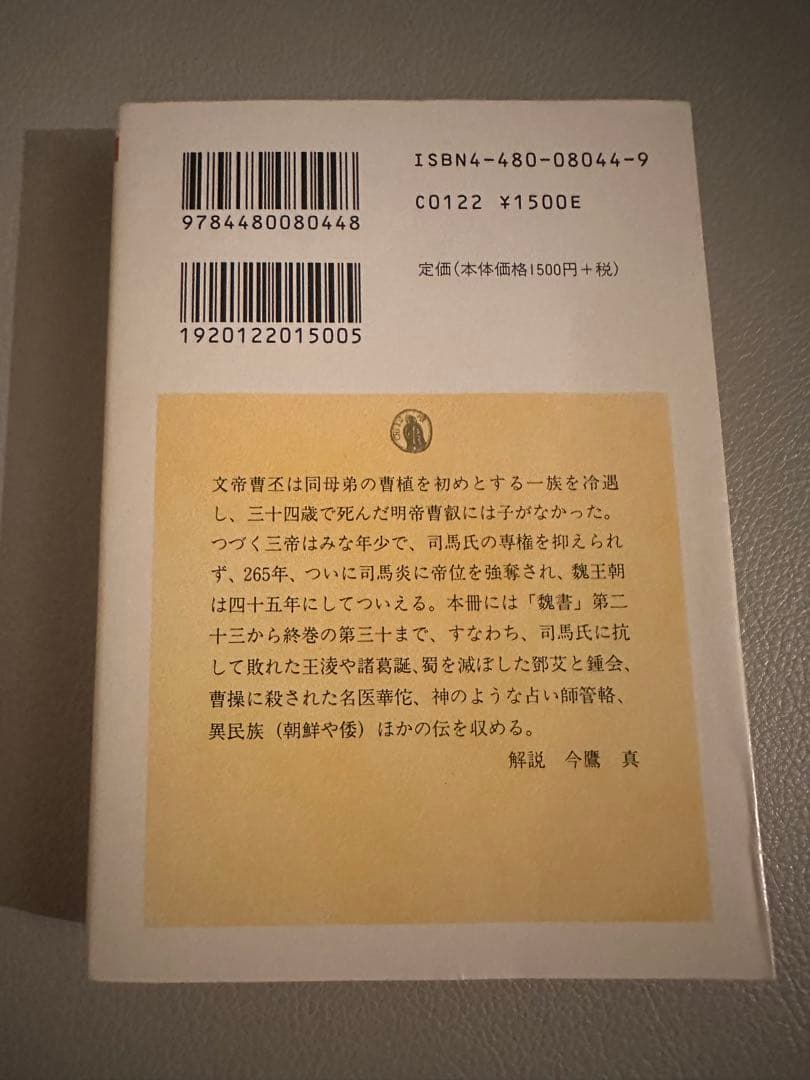 ISBN4-480-08044-9
9784480080448
C0122 ¥1500E
定価(本体価格1500円+税)
1920122015005
文帝曹丕は同母弟の曹植を初めとする一族を冷遇
し、三十四歳で死んだ明帝曹叡には子がなかった。
つづく三帝はみな年少で、司馬氏の専権を抑えられ
ず、265年、ついに司馬炎に帝位を強奪され、魏王朝
は四十五年にしてついえる。本冊には「魏書」第二
十三から終巻の第三十まで、すなわち、司馬氏に抗
して敗れた王淩や諸葛誕、蜀を滅ぼした鄧艾と鍾会、
曹操に殺された名医華佗、神のような占い師管輅、
異民族（朝鮮や倭）ほかの伝を収める。
解説　今鷹　真